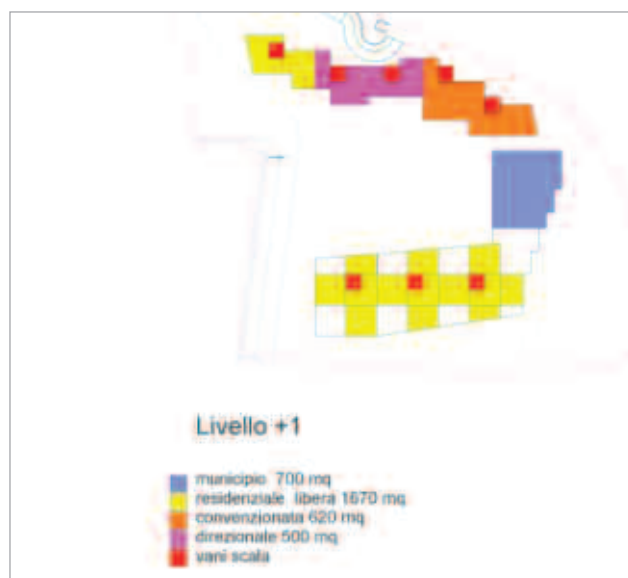 Livello +1
municipio 700 mq
residenziale libera 1670 mq
convenzionata 620 mq
direzionale 500 mq
vani scala